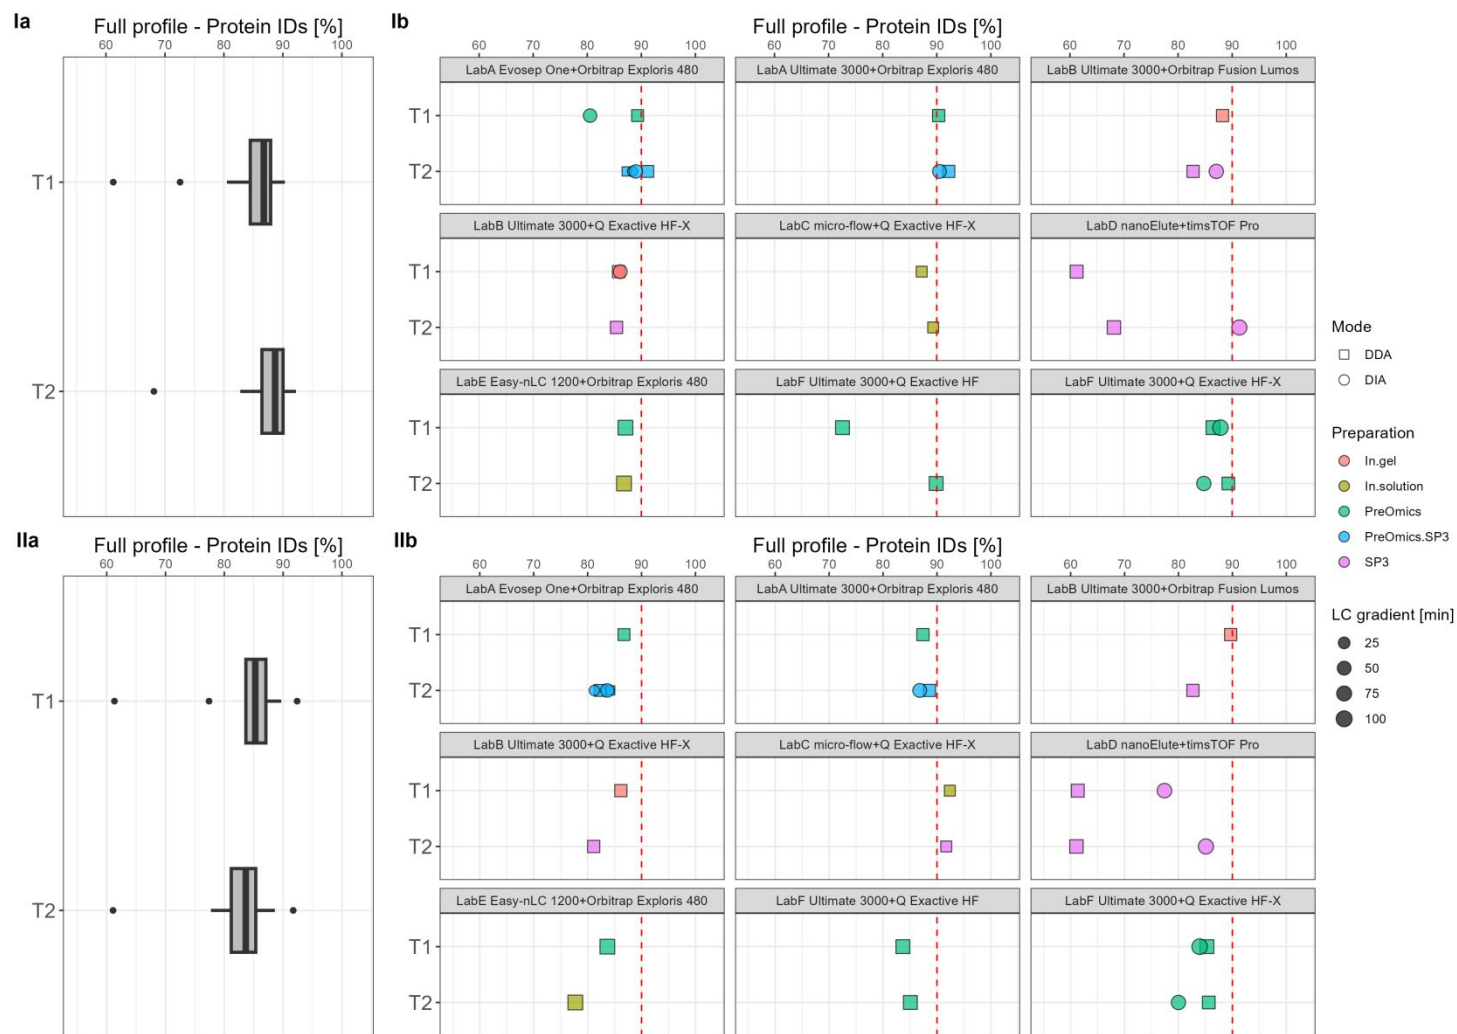 Ia
Full profile - Protein IDs [%]
60 70 80 90 100
T1
T2
Ib
Full profile - Protein IDs [%]
60 70 80 90 100 60 70 80 90 100 60 70 80 90 100
LabA Evosep One+Orbitrap Exploris 480
LabA Ultimate 3000+Orbitrap Exploris 480
LabB Ultimate 3000+Orbitrap Fusion Lumos
T1
T2
LabB Ultimate 3000+Q Exactive HF-X
LabC micro-flow+Q Exactive HF-X
LabD nanoElute+timsTOF Pro
T1
T2
LabE Easy-nLC 1200+Orbitrap Exploris 480
LabF Ultimate 3000+Q Exactive HF
LabF Ultimate 3000+Q Exactive HF-X
T1
T2
IIa
Full profile - Protein IDs [%]
60 70 80 90 100
T1
T2
IIb
Full profile - Protein IDs [%]
60 70 80 90 100 60 70 80 90 100 60 70 80 90 100
LabA Evosep One+Orbitrap Exploris 480
LabA Ultimate 3000+Orbitrap Exploris 480
LabB Ultimate 3000+Orbitrap Fusion Lumos
T1
T2
LabB Ultimate 3000+Q Exactive HF-X
LabC micro-flow+Q Exactive HF-X
LabD nanoElute+timsTOF Pro
T1
T2
LabE Easy-nLC 1200+Orbitrap Exploris 480
LabF Ultimate 3000+Q Exactive HF
LabF Ultimate 3000+Q Exactive HF-X
T1
T2
Mode
DDA
DIA
Preparation
In.gel
In.solution
PreOmics
PreOmics.SP3
SP3
LC gradient [min]
25
50
75
100